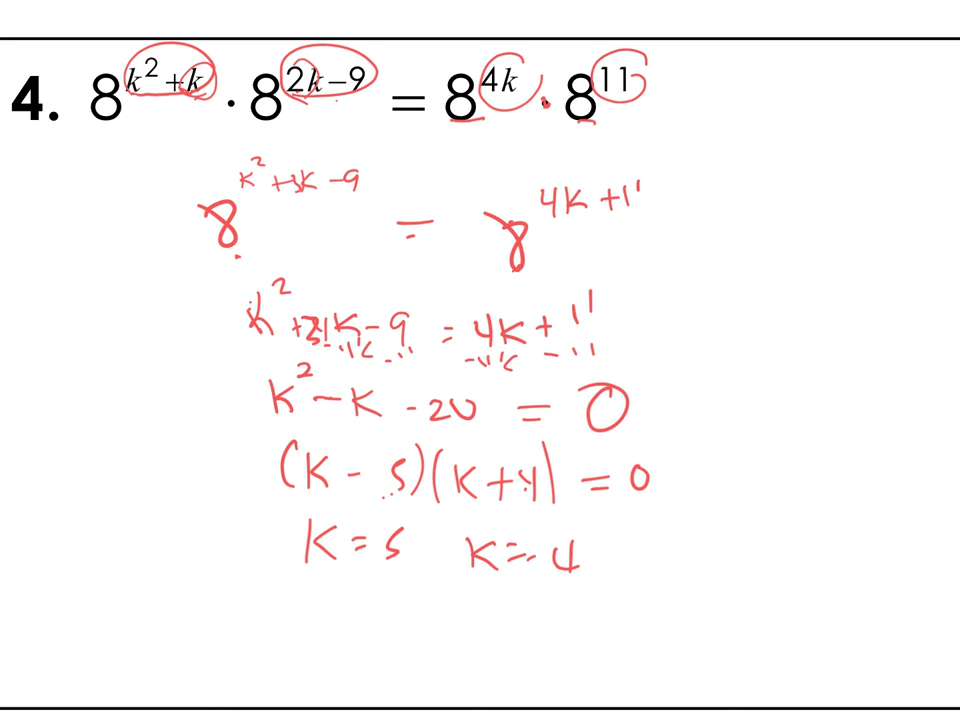 4. 8^{k²+k} · 8^{2k−9} = 8^{4k} · 8^{11}
8^{k²+3k−9} = 8^{4k+11}
k²+3k−9 = 4k+11
−4k −11 −4k −11
k²−k−20 = 0
(k−5)(k+4) = 0
k=5 k=−4